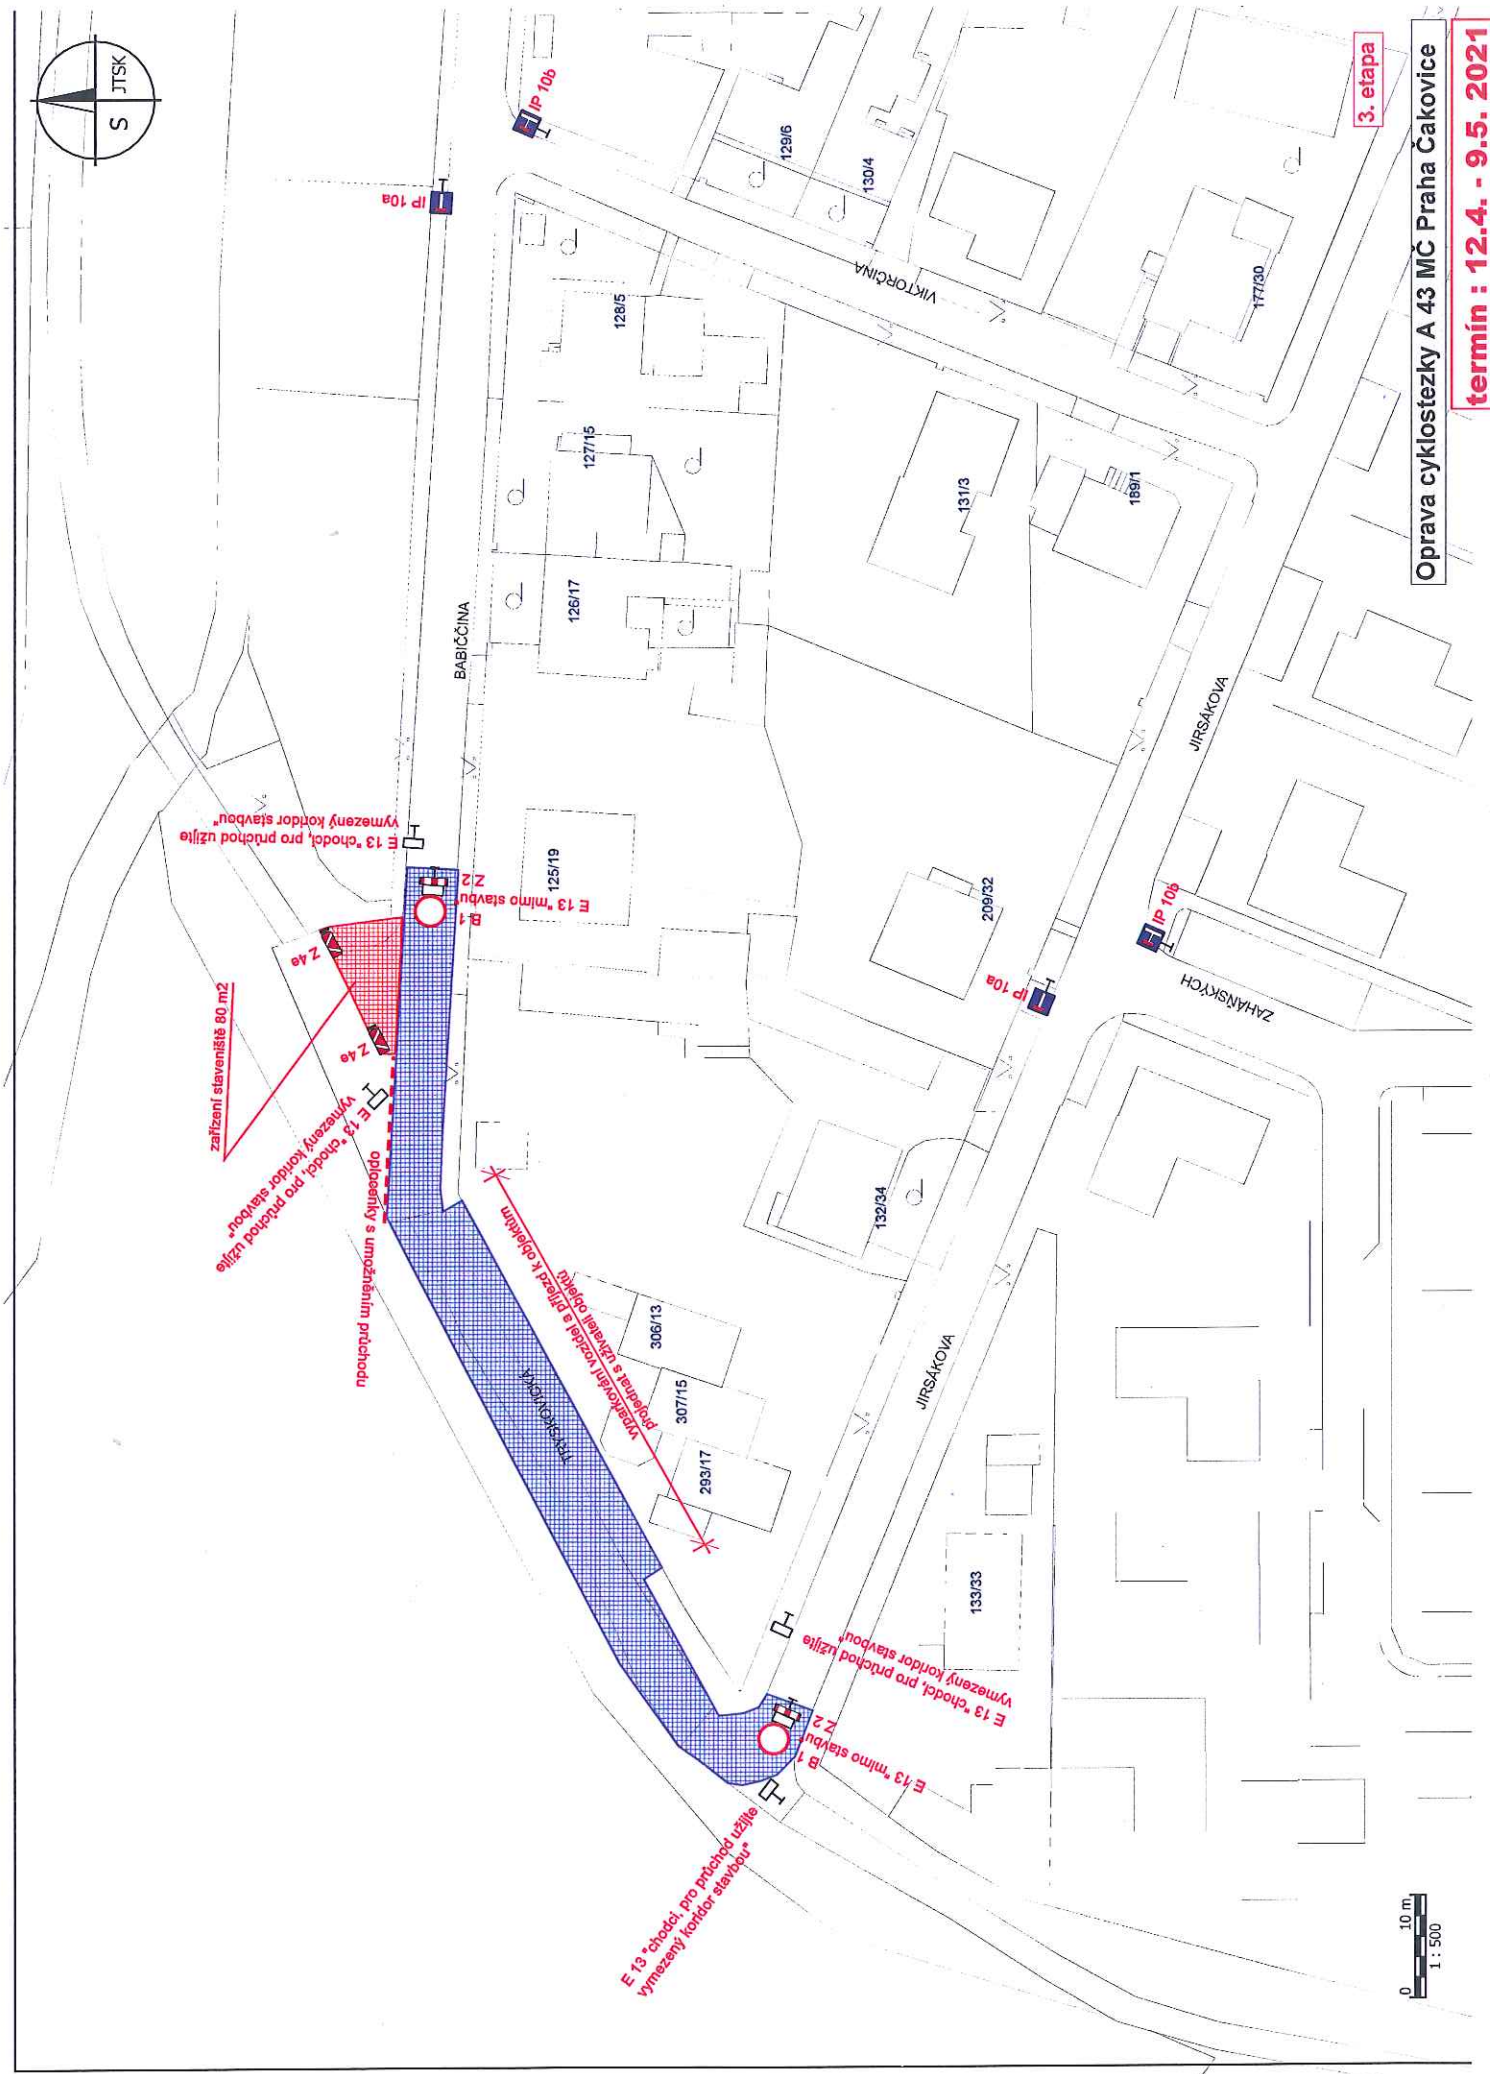 S JTSK
3. etapa
Oprava cyklostezky A 43 MČ Praha Čakovice
termín : 12.4. - 9.5. 2021
IP 10b
IP 10a
129/6
130/4
VIKTORČINA
128/5
177/30
127/15
131/3
189/1
126/17
BABIČČINA
JIRSÁKOVA
E 13 "chodci, pro průchod užijte
vymezený koridor stavbou"
Z 2
E 13 "mimo stavbu"
B 1
125/19
209/32
IP 10b
IP 10a
ZAHÁŇSKÝCH
Z 4e
Z 4e
zařízení staveniště 80 m2
E 13 "chodci, pro průchod užijte
vymezený koridor stavbou"
oplocenky s umožněním průchodu
132/34
vyparkování vozidel a příjezd k objektům
projednat s uživateli objektů
306/13
307/15
293/17
TRYSKOVICKÁ
JIRSÁKOVA
133/33
E 13 "chodci, pro průchod užijte
vymezený koridor stavbou"
Z 2
E 13 "mimo stavbu"
B 1
E 13 "chodci, pro průchod užijte
vymezený koridor stavbou"
0 10 m
1 : 500